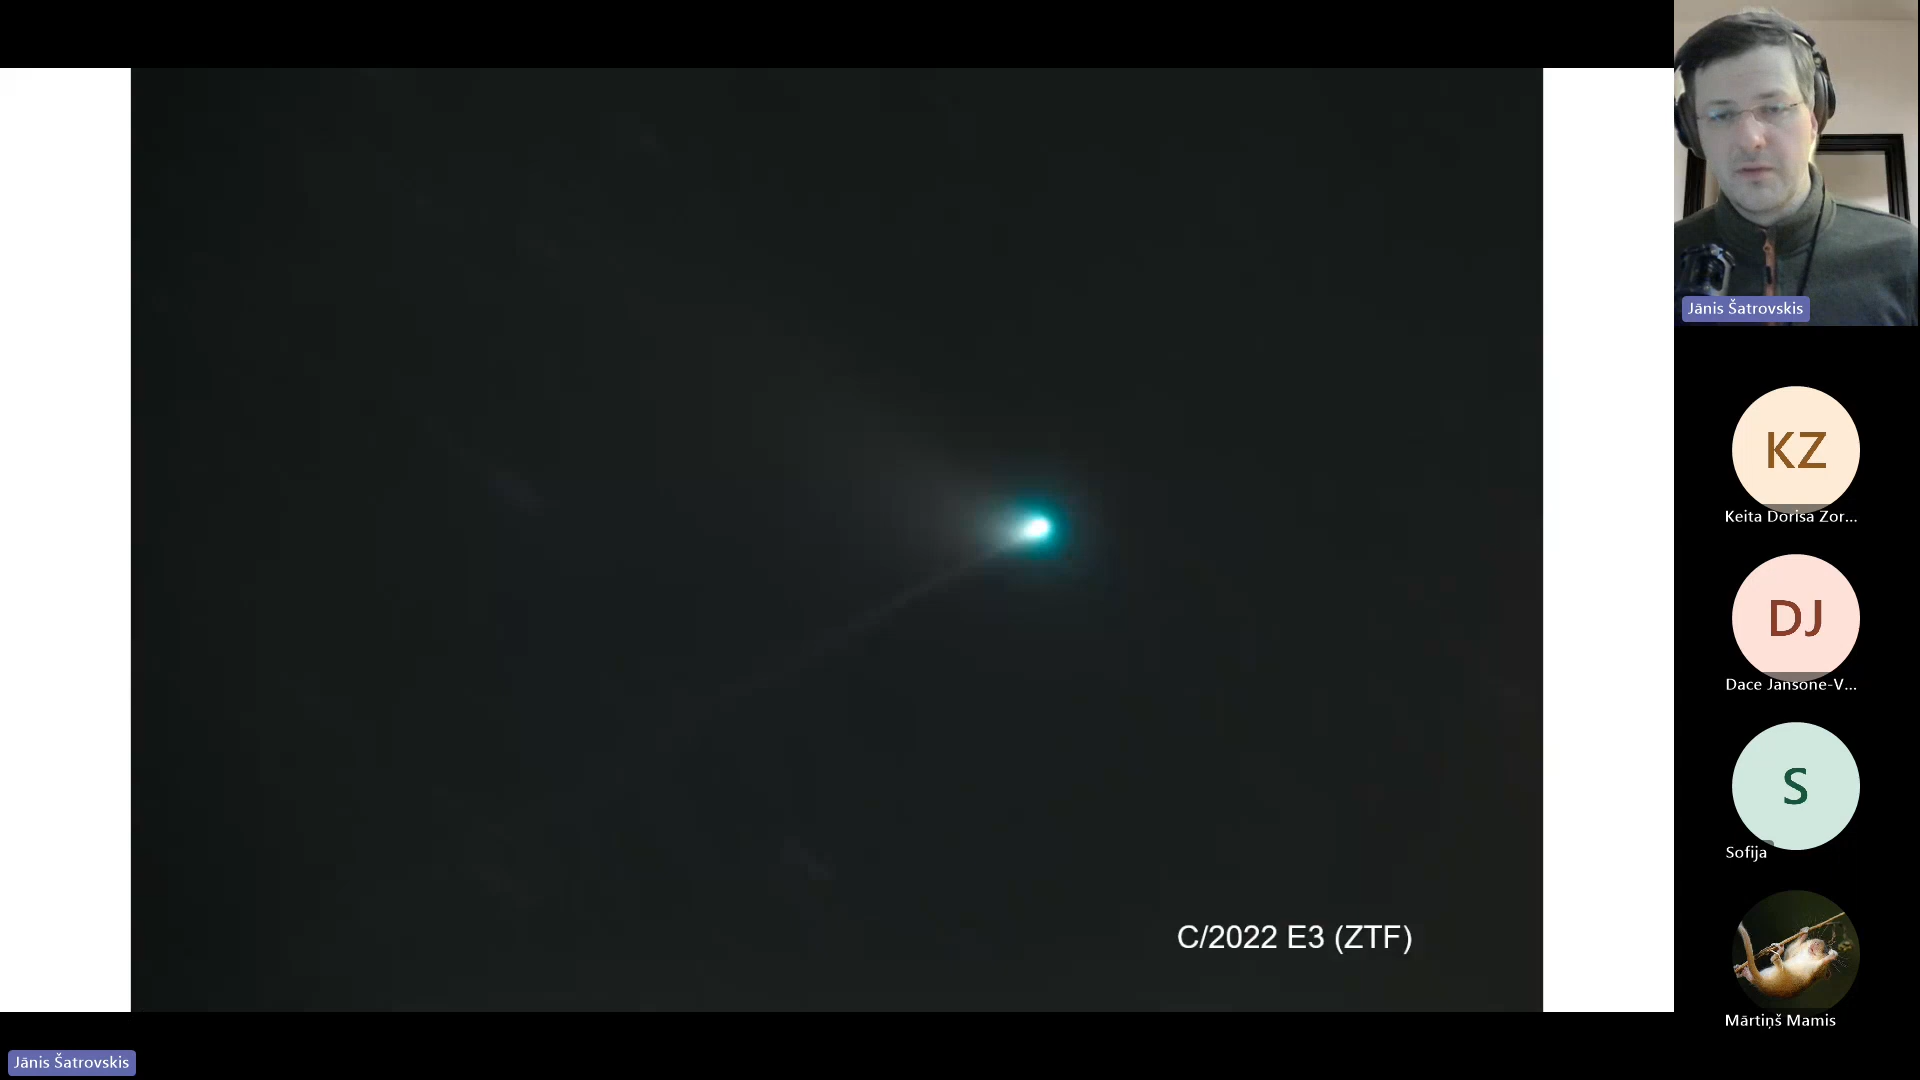 C/2022 E3 (ZTF)
Jānis Šatrovskis
KZ
Keita Dorisa Zor...
DJ
Dace Jansone-V...
S
Sofija
Mārtiņš Mamis
Jānis Šatrovskis